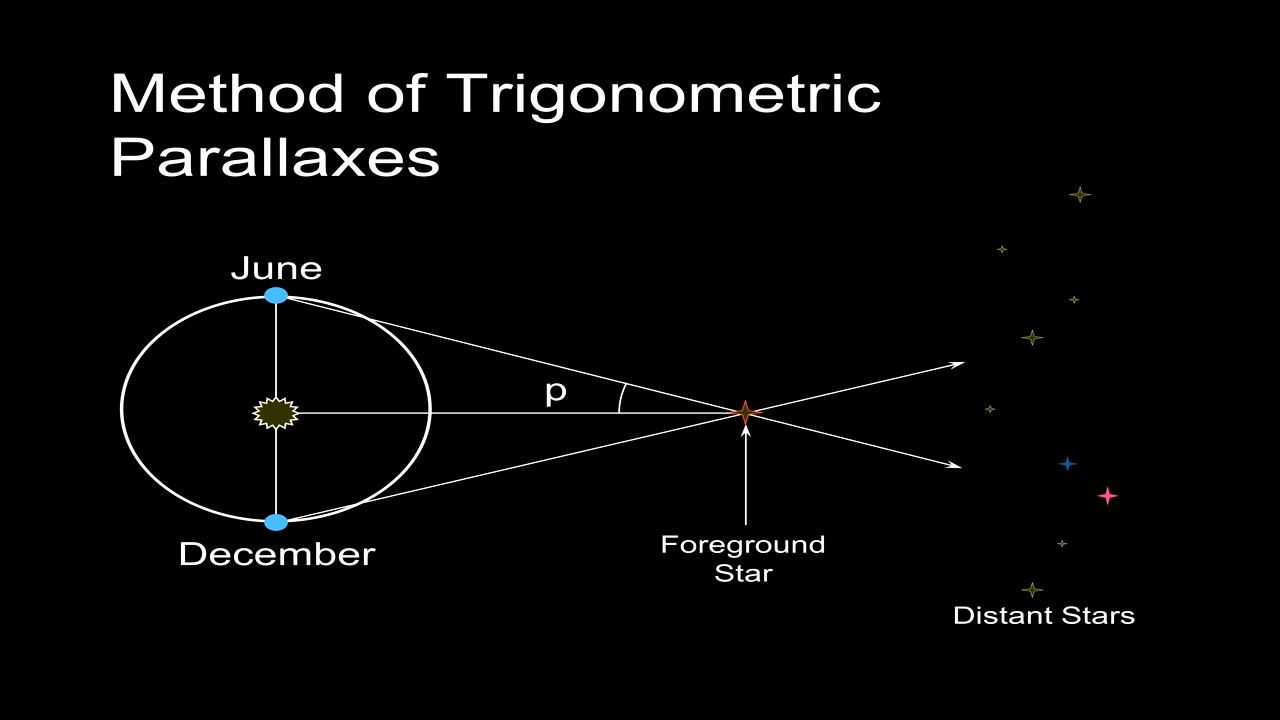 Method of Trigonometric
Parallaxes
June
p
December
Foreground
Star
Distant Stars